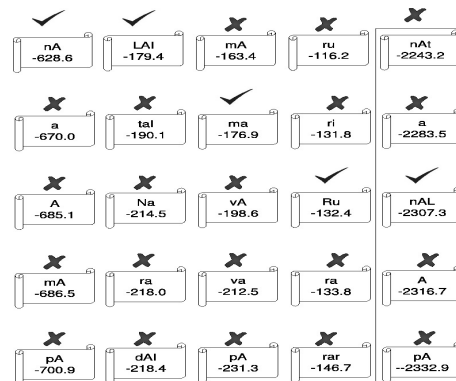 nA
-628.6
LAI
-179.4
mA
-163.4
ru
-116.2
nAt
-2243.2
a
-670.0
taI
-190.1
ma
-176.9
ri
-131.8
a
-2283.5
A
-685.1
Na
-214.5
vA
-198.6
Ru
-132.4
nAL
-2307.3
mA
-686.5
ra
-218.0
va
-212.5
ra
-133.8
A
-2316.7
pA
-700.9
dAI
-218.4
pA
-231.3
rar
-146.7
pA
--2332.9